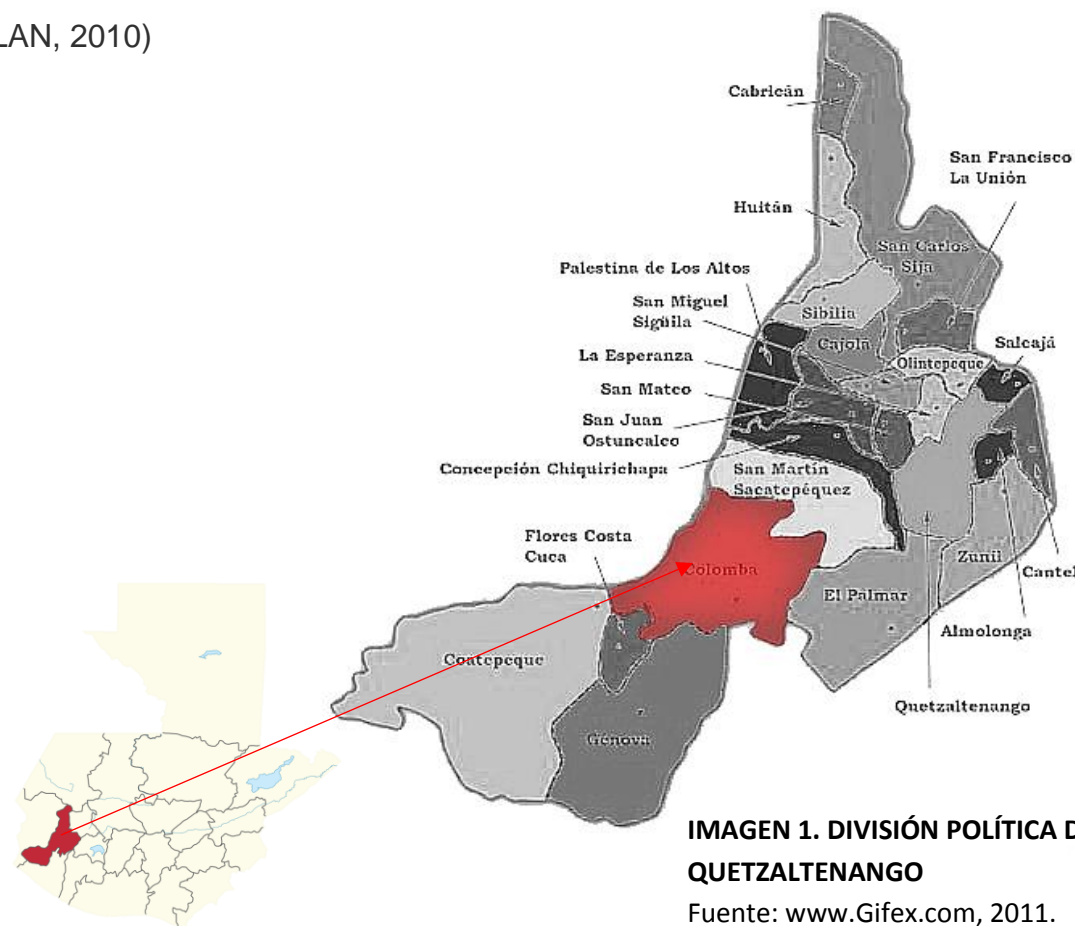 LAN, 2010)
Cabricán
San Francisco
La Unión
Huitán
San Carlos
Sija
Palestina de Los Altos
San Miguel
Sigüila
Sibilia
Cajolá
Salcajá
La Esperanza
Olintepeque
San Mateo
San Juan
Ostuncalco
Concepción Chiquirichapa
San Martín
Sacatepéquez
Flores Costa
Cuca
Colomba
Zunil
Cantel
El Palmar
Almolonga
Coatepeque
Quetzaltenango
Genova
IMAGEN 1. DIVISIÓN POLÍTICA D
QUETZALTENANGO
Fuente: www.Gifex.com, 2011.